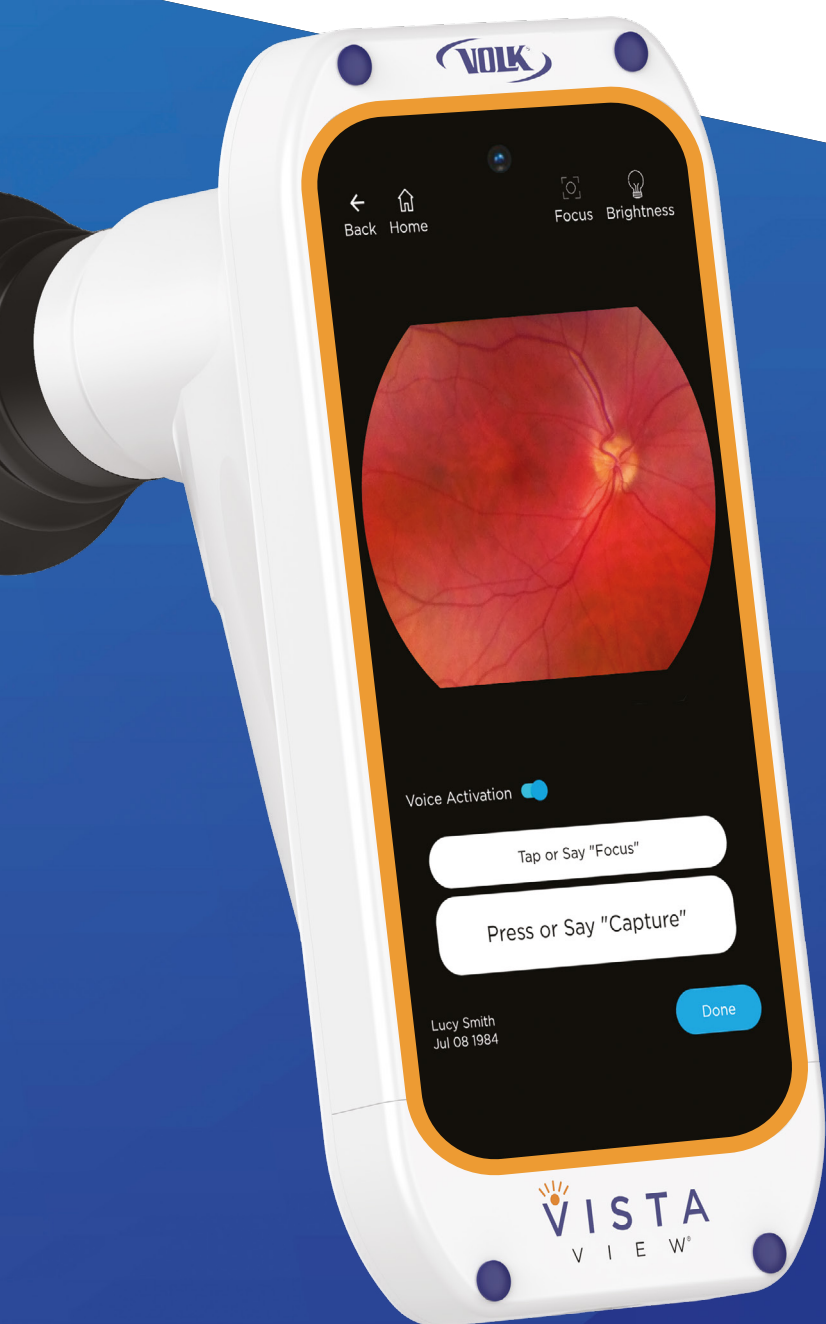 VOLK
Back Home Focus Brightness
Voice Activation
Tap or Say "Focus"
Press or Say "Capture"
Lucy Smith
Jul 08 1984
Done
VISTA
VIEW®